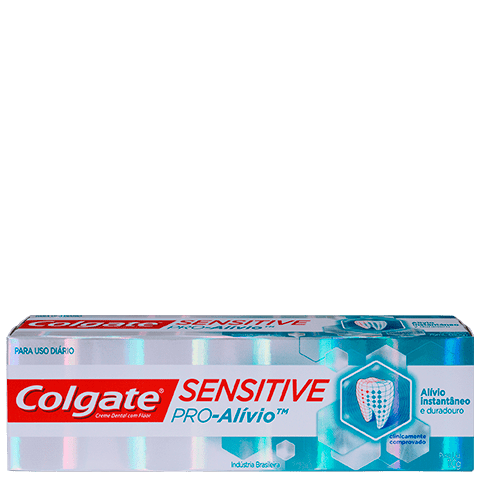 Colgate SENSITIVE
PRO-Alívio™
PARA USO DIÁRIO
Colgate®
Creme Dental com Flúor
SENSITIVE
PRO-Alívio™
Alívio
instantâneo
e duradouro
clinicamente
comprovado
Indústria Brasileira